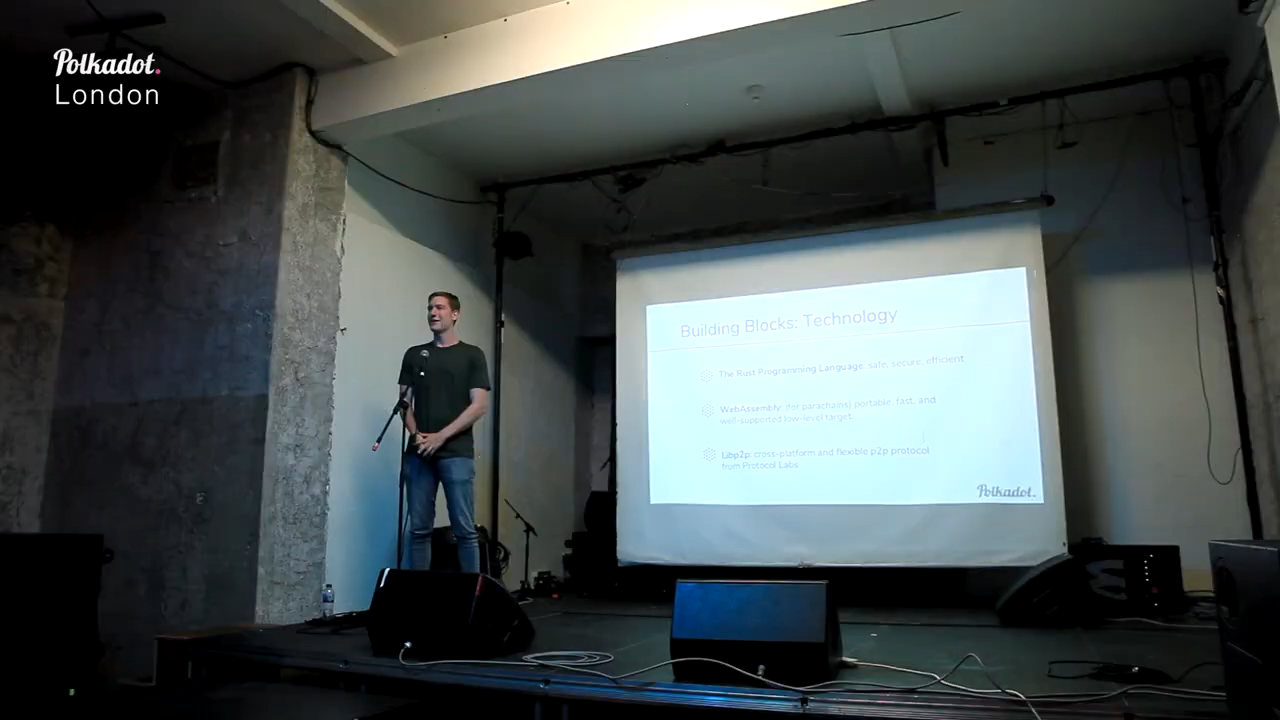 Polkadot.
London
Building Blocks: Technology
The Rust Programming Language: safe, secure, efficient
WebAssembly: (for parachains) portable, fast, and
well-supported low-level target
Libp2p: cross-platform and flexible p2p protocol
from Protocol Labs
Polkadot.